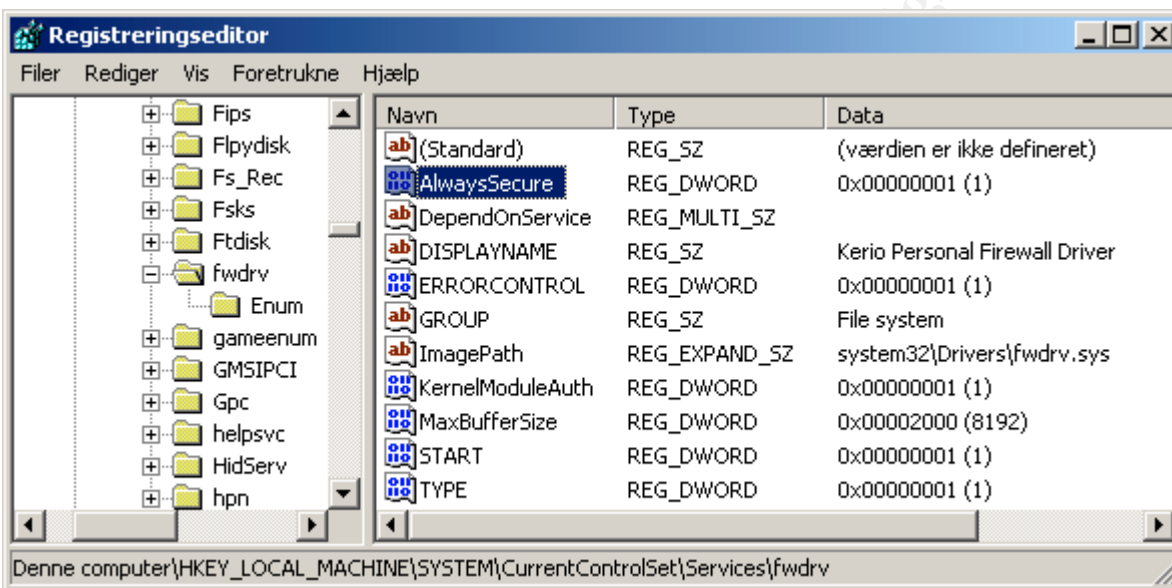 Registreringseditor
Filer Rediger Vis Foretrukne Hjælp
Fips
Flpydisk
Fs_Rec
Fsks
Ftdisk
fwdrv
Enum
gameenum
GMSIPCI
Gpc
helpsvc
HidServ
hpn
Navn Type Data
(Standard) REG_SZ (værdien er ikke defineret)
AlwaysSecure REG_DWORD 0x00000001 (1)
DependOnService REG_MULTI_SZ
DISPLAYNAME REG_SZ Kerio Personal Firewall Driver
ERRORCONTROL REG_DWORD 0x00000001 (1)
GROUP REG_SZ File system
ImagePath REG_EXPAND_SZ system32\Drivers\fwdrv.sys
KernelModuleAuth REG_DWORD 0x00000001 (1)
MaxBufferSize REG_DWORD 0x00002000 (8192)
START REG_DWORD 0x00000001 (1)
TYPE REG_DWORD 0x00000001 (1)
Denne computer\HKEY_LOCAL_MACHINE\SYSTEM\CurrentControlSet\Services\fwdrv